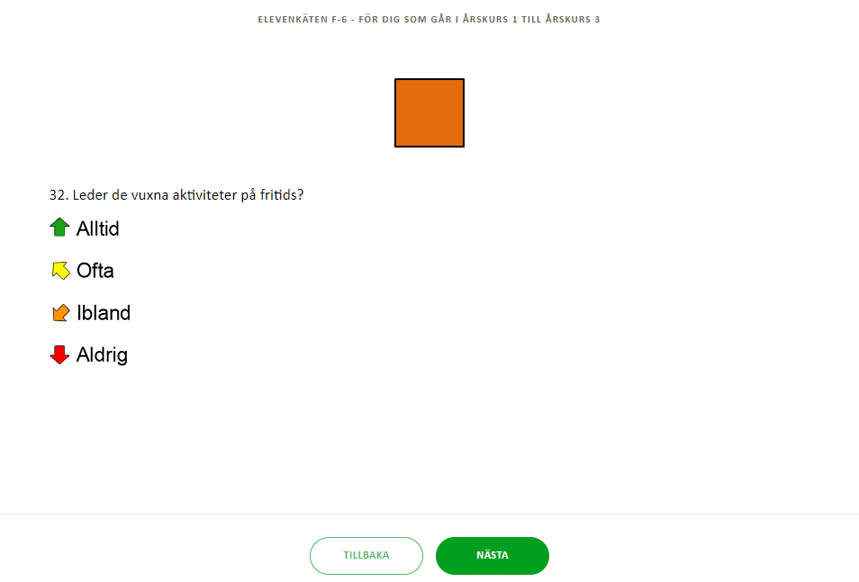 ELEVENKÄTEN F-6 - FÖR DIG SOM GÅR I ÅRSKURS 1 TILL ÅRSKURS 3
32. Leder de vuxna aktiviteter på fritids?
Alltid
Ofta
Ibland
Aldrig
TILLBAKA
NÄSTA